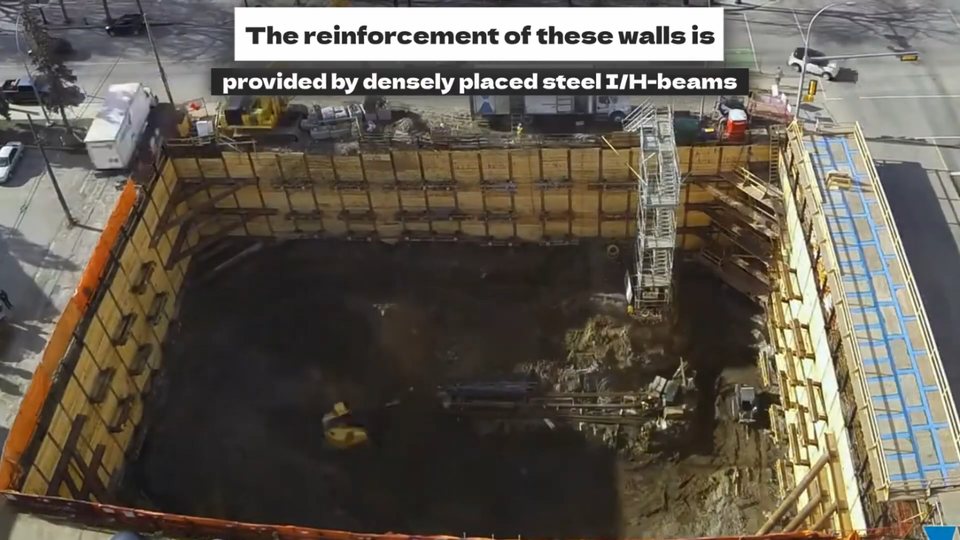 The reinforcement of these walls is
provided by densely placed steel I/H-beams